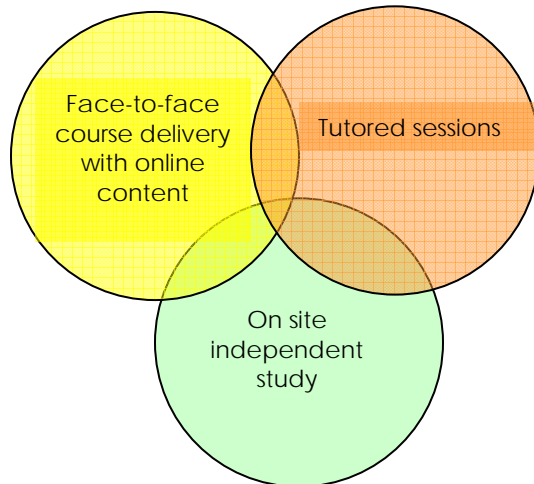 Face-to-face
course delivery
with online
content
Tutored sessions
On site
independent
study